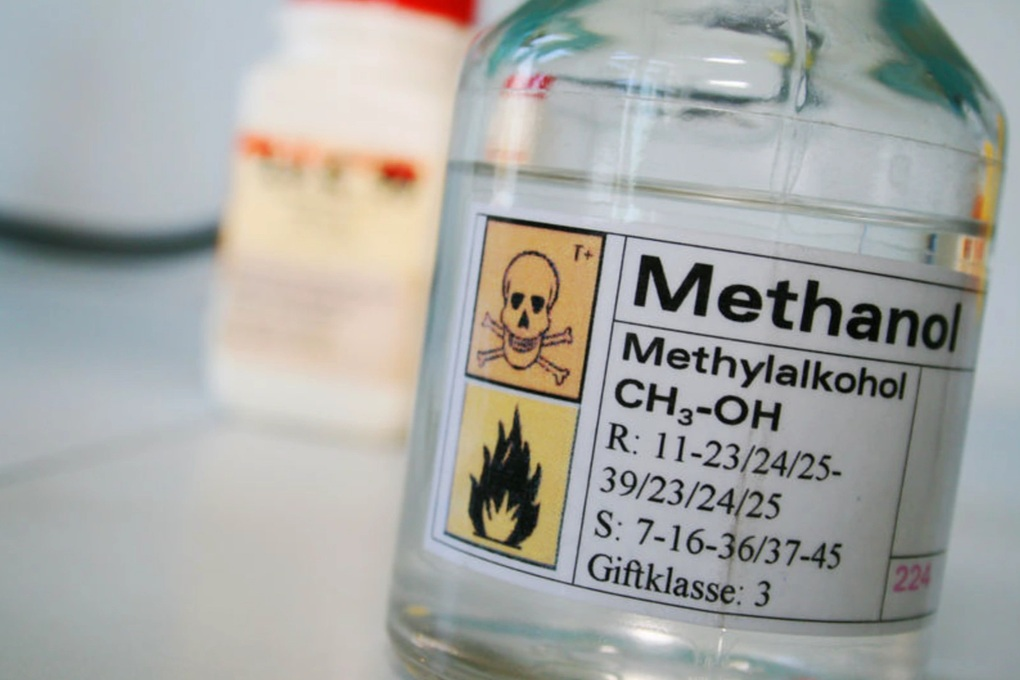 T+
Methanol
Methylalkohol
CH₃-OH
R: 11-23/24/25-
39/23/24/25
S: 7-16-36/37-45
Giftklasse: 3
224